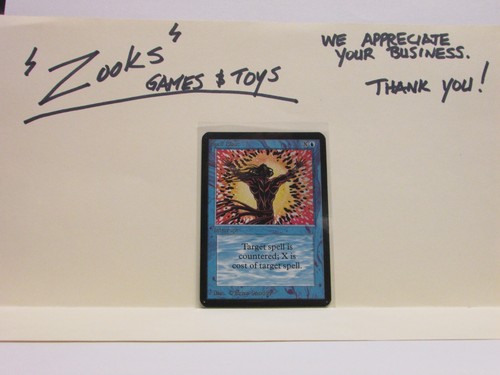 "Zooks"
GAMES & TOYS
WE APPRECIATE
YOUR BUSINESS.
THANK YOU!
Target spell is
countered; X is
cost of target spell.